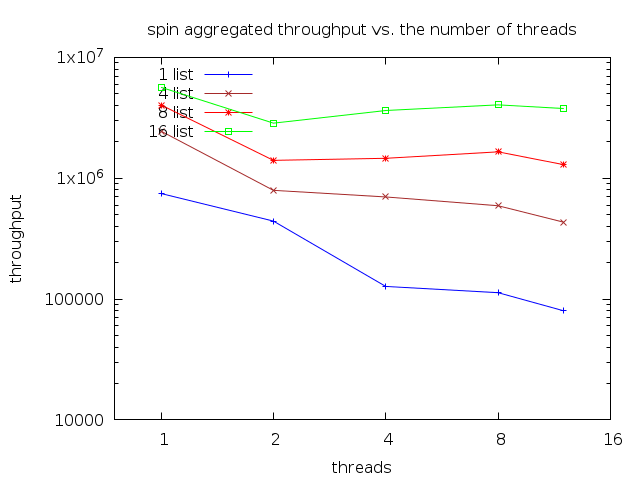 spin aggregated throughput vs. the number of threads
1x10⁷
1 list
4 list
8 list
16 list
1x10⁶
throughput
100000
10000
1 2 4 8 16
threads